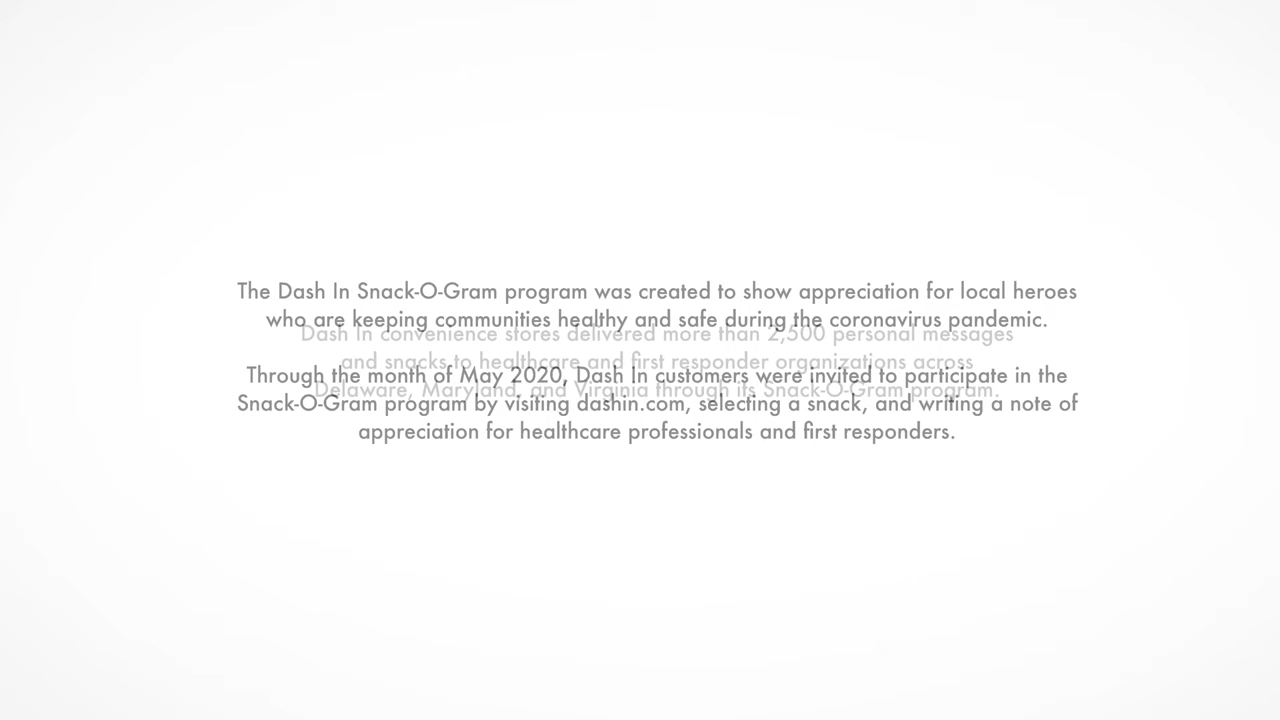 The Dash In Snack-O-Gram program was created to show appreciation for local heroes
who are keeping communities healthy and safe during the coronavirus pandemic.
Dash In convenience stores delivered more than 2,500 personal messages
and snacks to healthcare and first responder organizations across
Through the month of May 2020, Dash In customers were invited to participate in the
Delaware, Maryland, and Virginia through its Snack-O-Gram program.
Snack-O-Gram program by visiting dashin.com, selecting a snack, and writing a note of
appreciation for healthcare professionals and first responders.